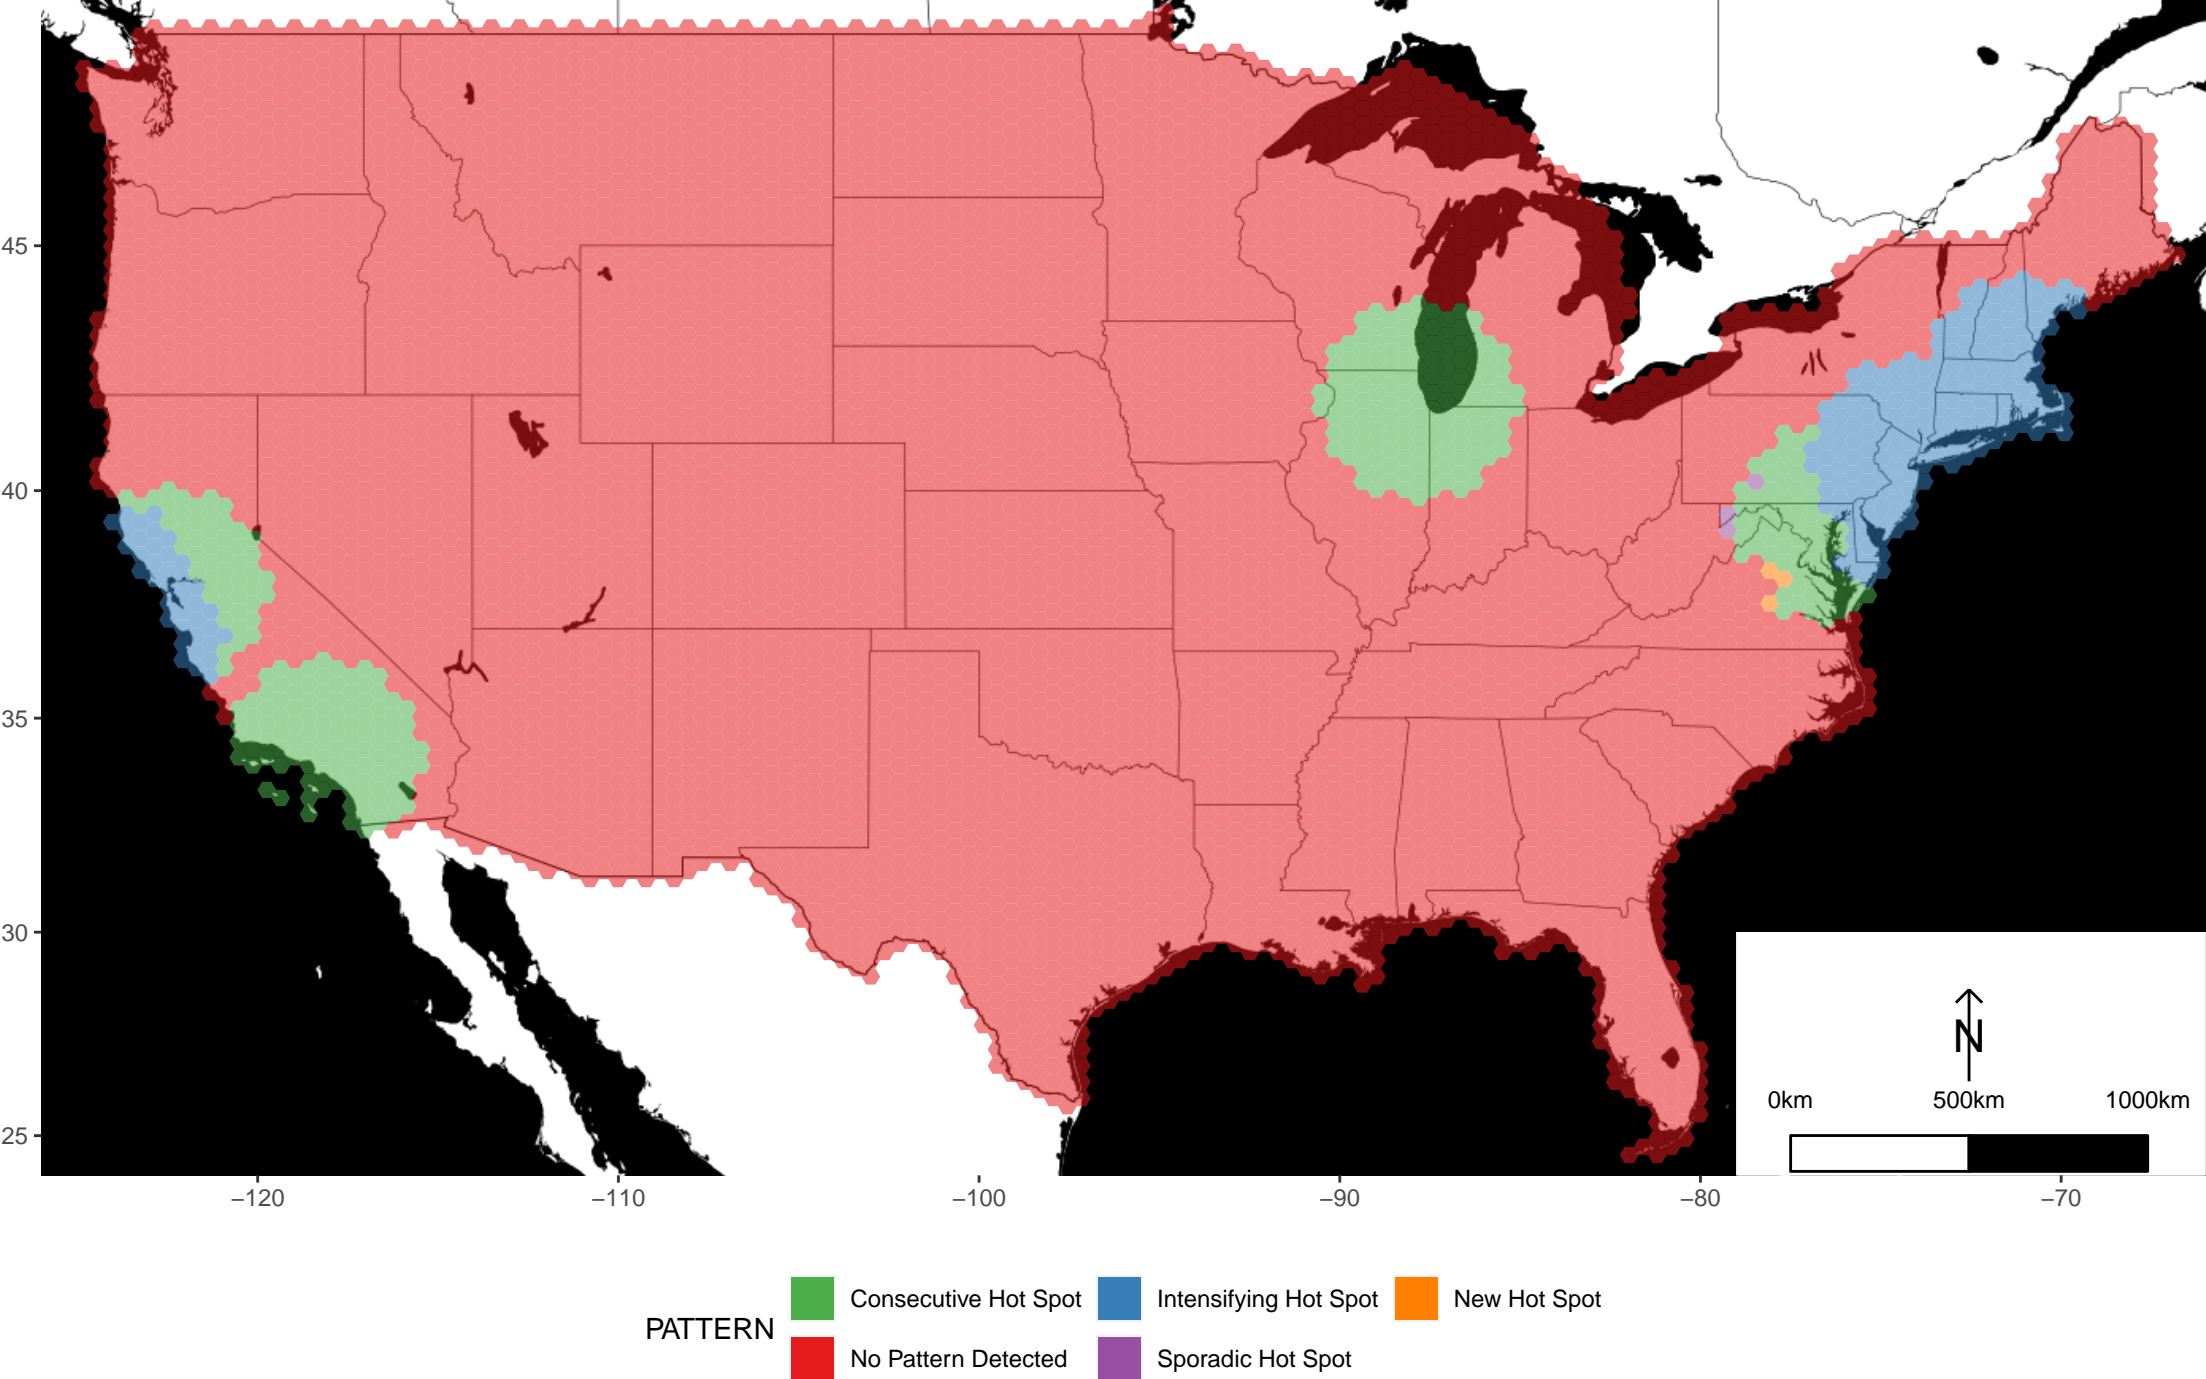 45
40
35
30
25
N
0km 500km 1000km
−120 −110 −100 −90 −80 −70
PATTERN
Consecutive Hot Spot Intensifying Hot Spot New Hot Spot
No Pattern Detected Sporadic Hot Spot